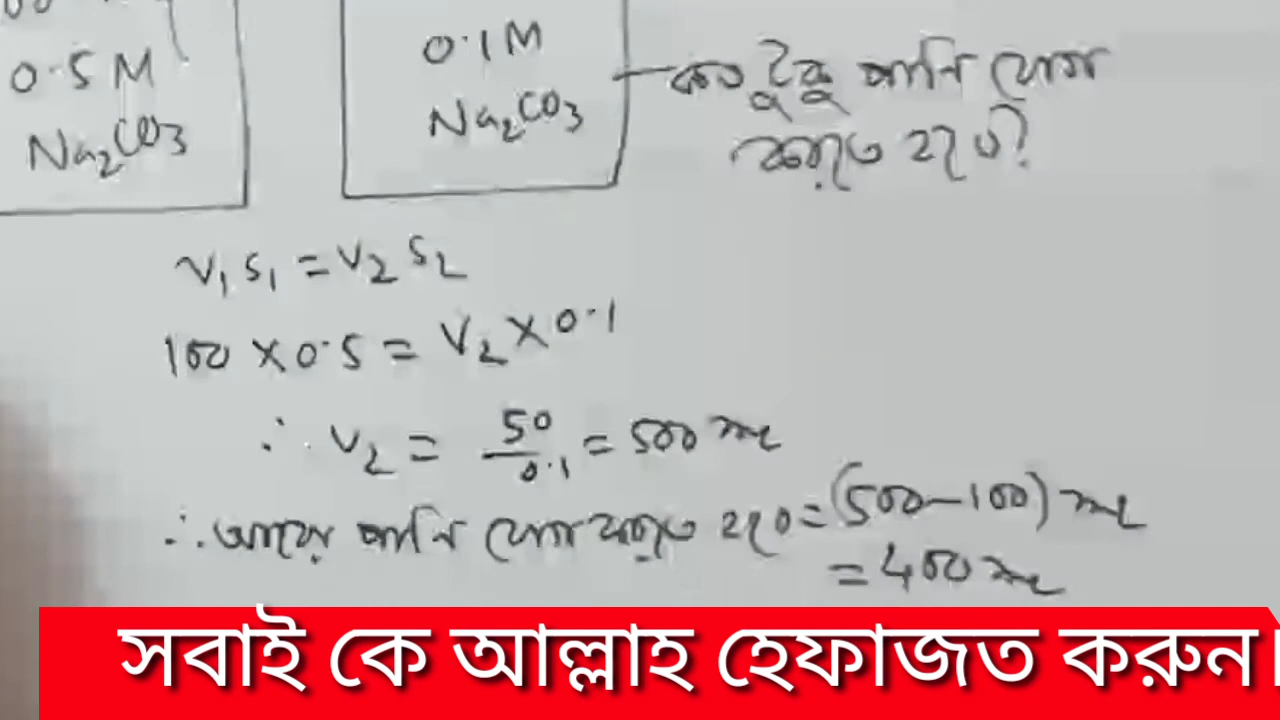 0.5 M
Na2CO3
0.1M
Na2CO3
কতটুকু পানি যোগ
করতে হবে?
V1S1 = V2S2
100 × 0.5 = V2 × 0.1
∴ V2 = 50/0.1 = 500 mL
∴ আরো পানি যোগ করতে হবে = (500-100) mL
= 400 mL
সবাই কে আল্লাহ হেফাজত করুন।